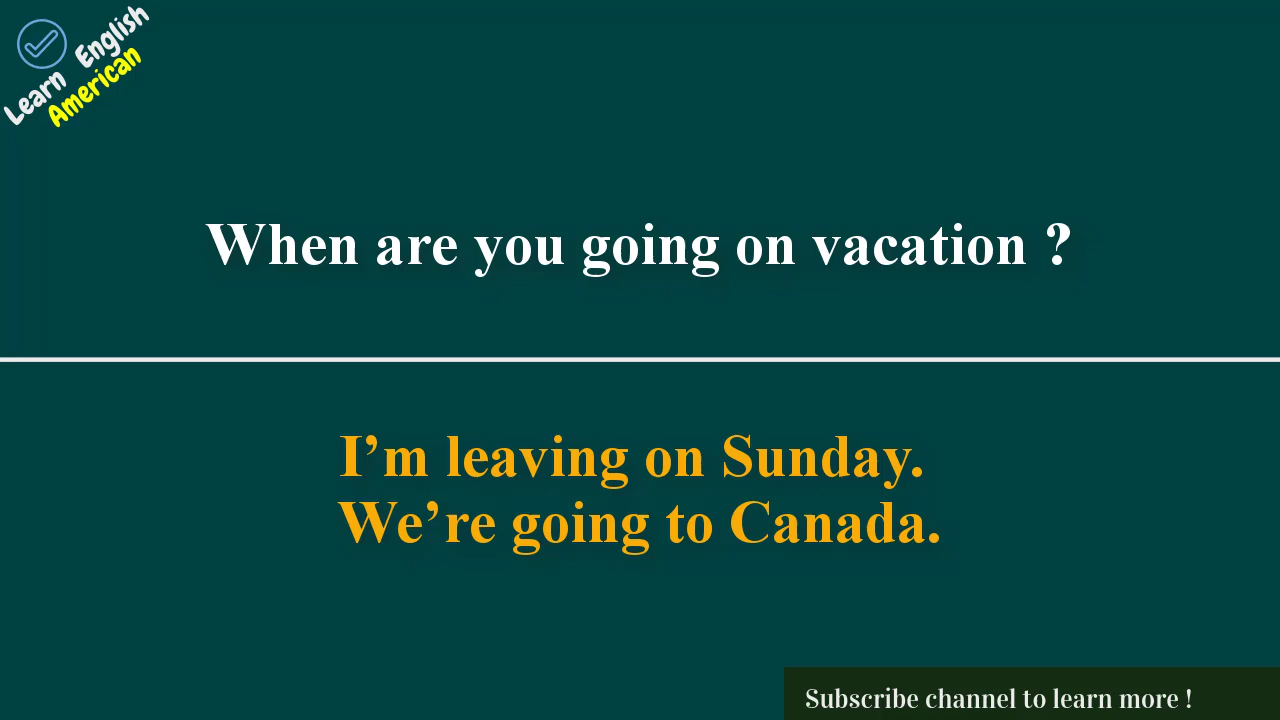 Learn English
American
When are you going on vacation ?
I’m leaving on Sunday.
We’re going to Canada.
Subscribe channel to learn more !